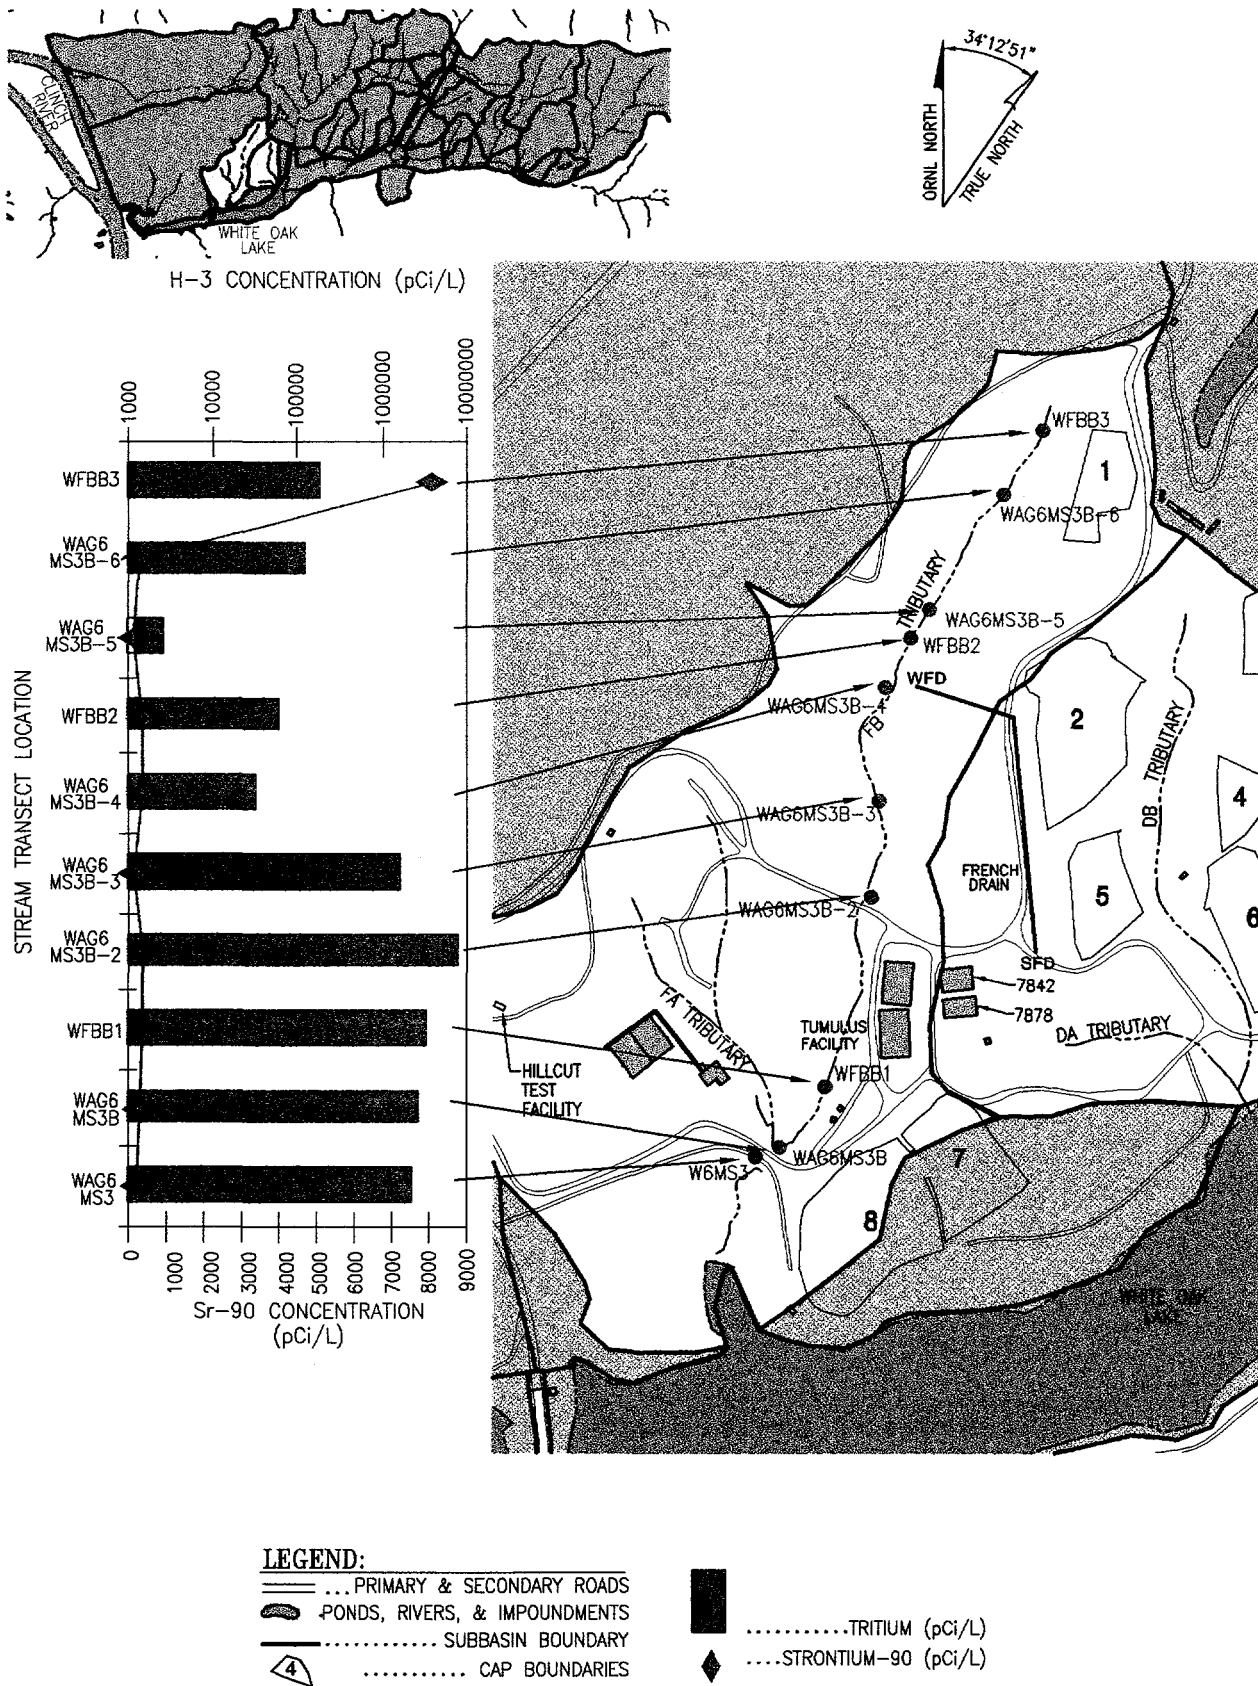 CLINCH
RIVER
WHITE OAK
LAKE
34°12'51"
ORNL NORTH
TRUE NORTH
H-3 CONCENTRATION (pCi/L)
1000
10000
100000
1000000
10000000
STREAM TRANSECT LOCATION
WFBB3
WAG6
MS3B-6
WAG6
MS3B-5
WFBB2
WAG6
MS3B-4
WAG6
MS3B-3
WAG6
MS3B-2
WFBB1
WAG6
MS3B
WAG6
MS3
0
1000
2000
3000
4000
5000
6000
7000
8000
9000
Sr-90 CONCENTRATION
(pCi/L)
WFBB3
1
WAG6MS3B-6
TRIBUTARY
WAG6MS3B-5
WFBB2
WFD
WAG6MS3B-4
FB
2
DB TRIBUTARY
4
WAG6MS3B-3
FRENCH
DRAIN
5
WAG6MS3B-2
6
SFD
7842
7878
FA TRIBUTARY
TUMULUS
FACILITY
DA TRIBUTARY
HILLCUT
TEST
FACILITY
WFBB1
WAG6MS3B
W6MS3
7
8
WHITE OAK
LAKE
LEGEND:
...PRIMARY & SECONDARY ROADS
.PONDS, RIVERS, & IMPOUNDMENTS
........... SUBBASIN BOUNDARY
4
.......... CAP BOUNDARIES
..........TRITIUM (pCi/L)
....STRONTIUM-90 (pCi/L)